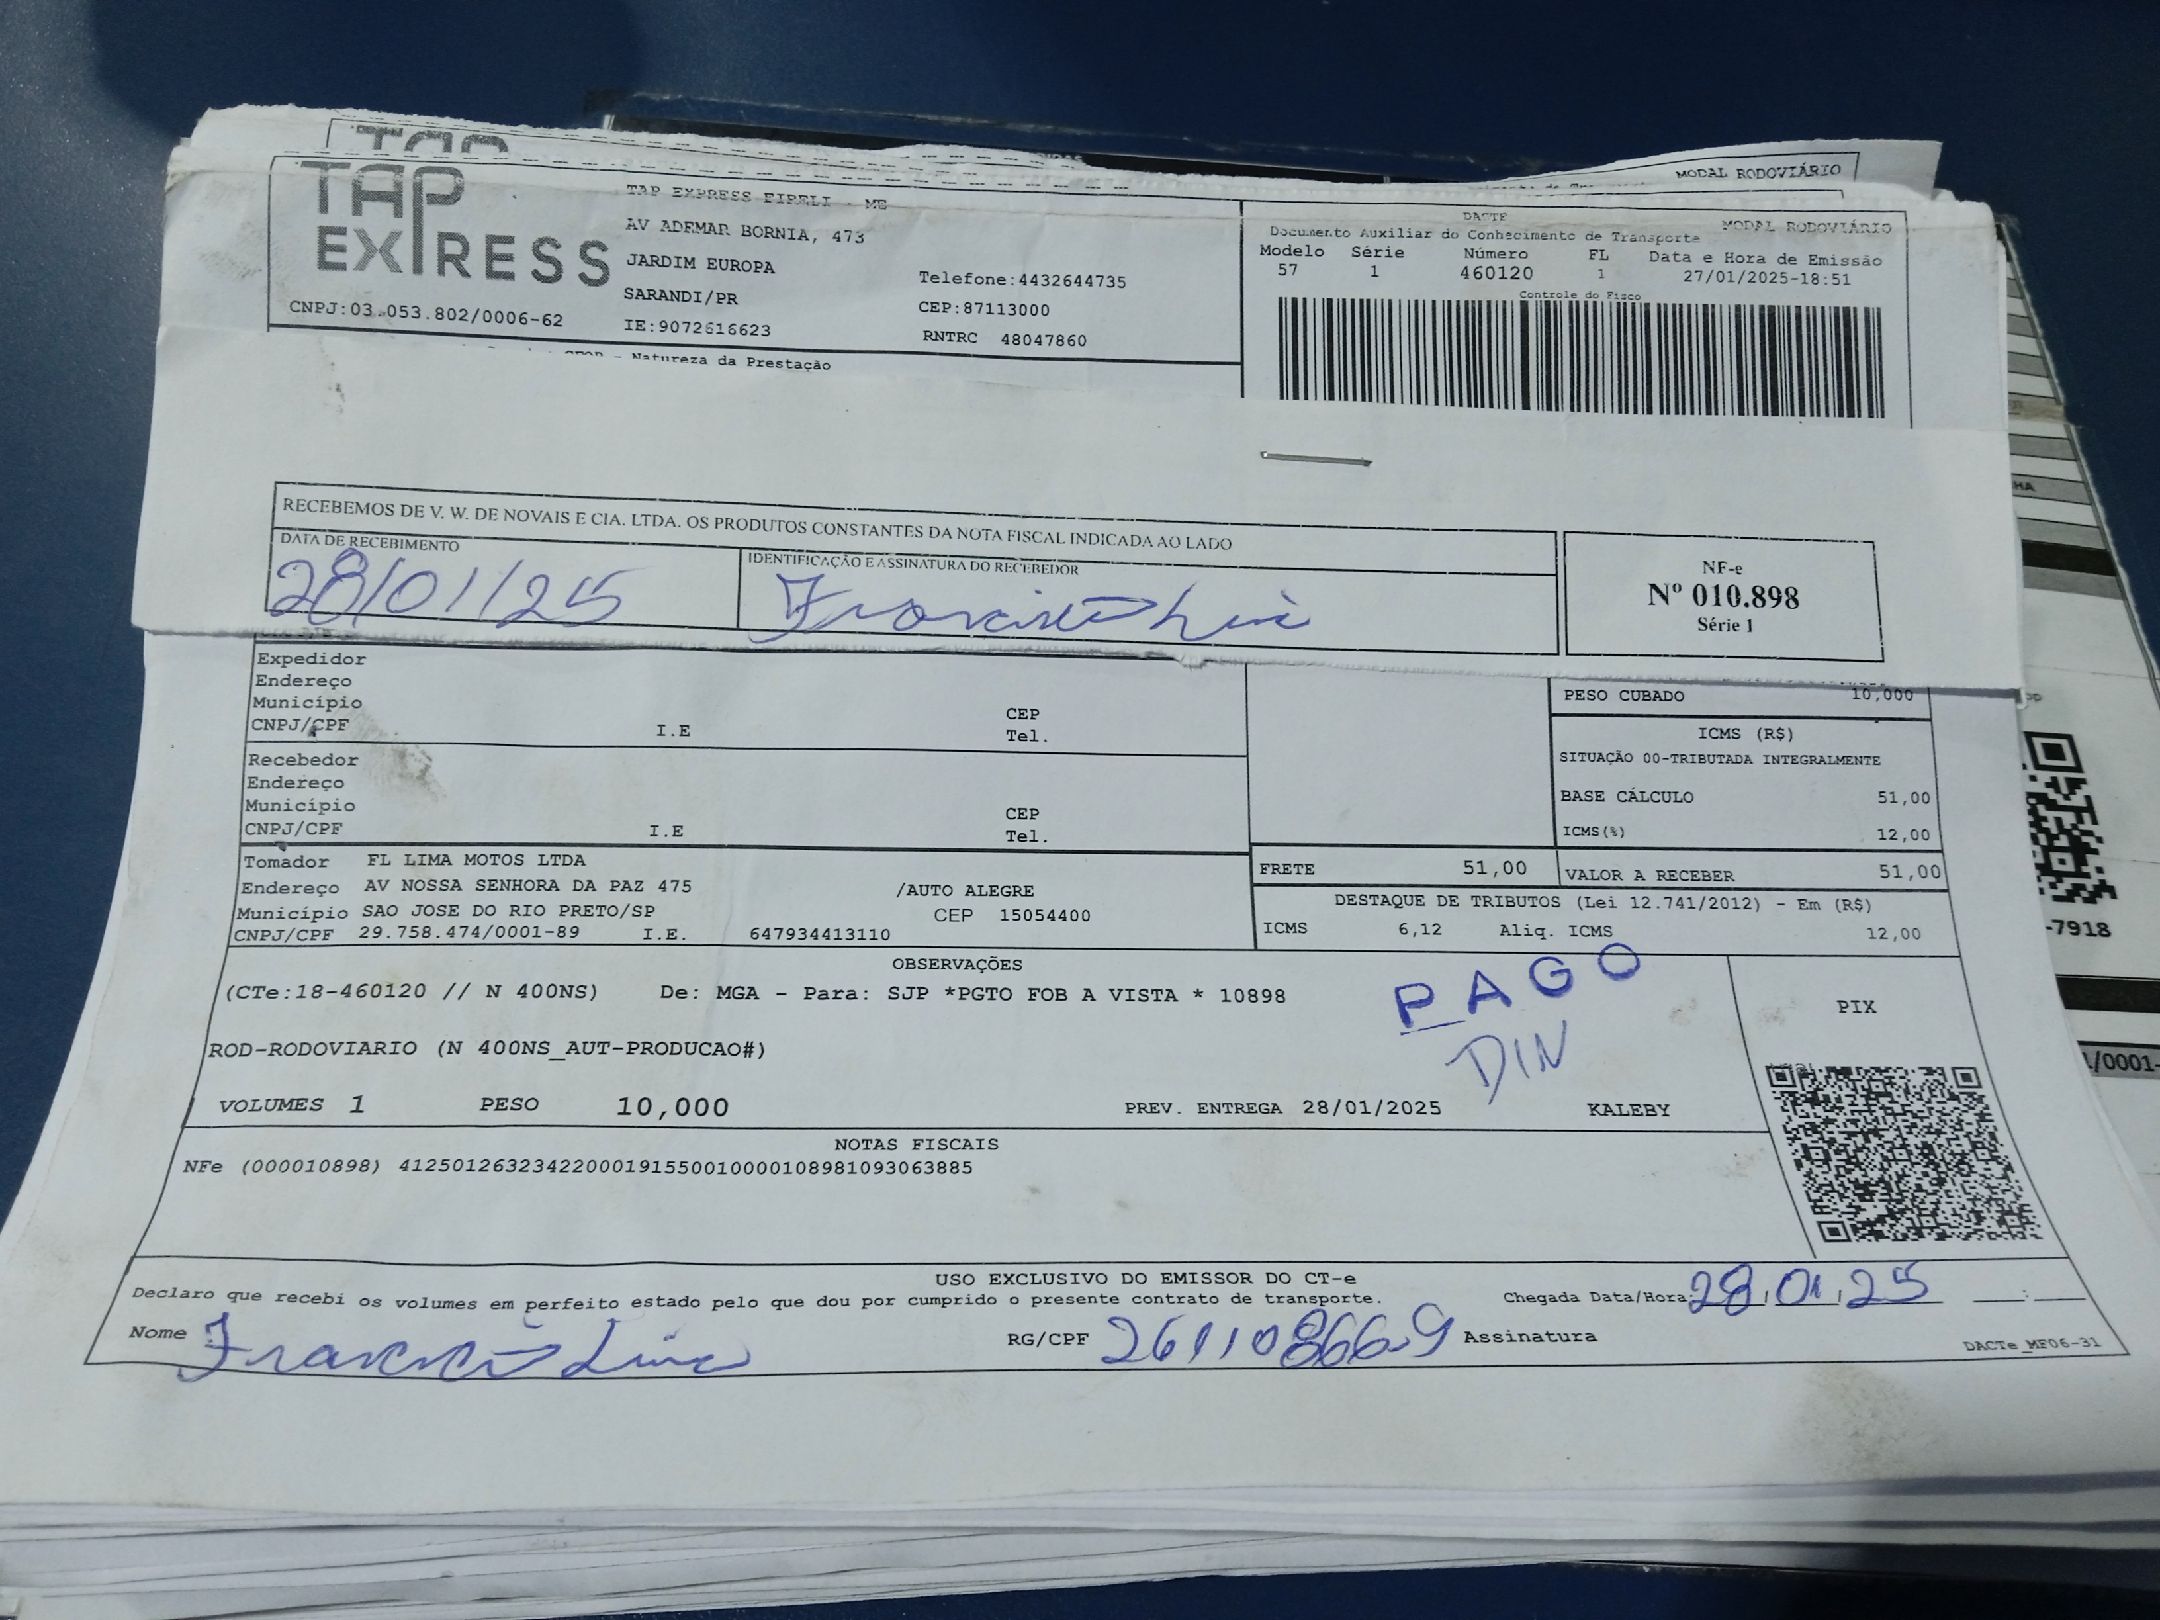 MODAL RODOVIÁRIO
TAP EXPRESS
TAP EXPRESS EIRELI - ME
AV ADEMAR BORNIA, 473
JARDIM EUROPA
SARANDI/PR
IE:9072616623
Telefone:4432644735
CEP:87113000
RNTRC 48047860
CNPJ:03.053.802/0006-62
DACTE MODAL RODOVIÁRIO
Documento Auxiliar do Conhecimento de Transporte
Modelo Série Número FL Data e Hora de Emissão
57 1 460120 1 27/01/2025-18:51
Controle do Fisco
CFOP - Natureza da Prestação
RECEBEMOS DE V. W. DE NOVAIS E CIA. LTDA. OS PRODUTOS CONSTANTES DA NOTA FISCAL INDICADA AO LADO
DATA DE RECEBIMENTO
28/01/25
IDENTIFICAÇÃO E ASSINATURA DO RECEBEDOR
Francisco Lima
NF-e
Nº 010.898
Série 1
Expedidor
Endereço
Município CEP
CNPJ/CPF I.E Tel.
Recebedor
Endereço
Município CEP
CNPJ/CPF I.E Tel.
PESO CUBADO 10,000
ICMS (R$)
SITUAÇÃO 00-TRIBUTADA INTEGRALMENTE
BASE CÁLCULO 51,00
ICMS(%) 12,00
Tomador FL LIMA MOTOS LTDA
Endereço AV NOSSA SENHORA DA PAZ 475 /AUTO ALEGRE
Município SAO JOSE DO RIO PRETO/SP CEP 15054400
CNPJ/CPF 29.758.474/0001-89 I.E. 647934413110
FRETE 51,00 VALOR A RECEBER 51,00
DESTAQUE DE TRIBUTOS (Lei 12.741/2012) - Em (R$)
ICMS 6,12 Aliq. ICMS 12,00
OBSERVAÇÕES
(CTe:18-460120 // N 400NS) De: MGA - Para: SJP *PGTO FOB A VISTA * 10898
PAGO
DIN
PIX
ROD-RODOVIARIO (N 400NS_AUT-PRODUCAO#)
VOLUMES 1 PESO 10,000 PREV. ENTREGA 28/01/2025 KALEBY
NOTAS FISCAIS
NFe (000010898) 41250126323422000191550010000108981093063885
USO EXCLUSIVO DO EMISSOR DO CT-e
Declaro que recebi os volumes em perfeito estado pelo que dou por cumprido o presente contrato de transporte. Chegada Data/Hora: 28/01/25 __:__
Nome Francisco Lima RG/CPF 26110866-9 Assinatura
DACTe_MF06-31
-7918
/0001-